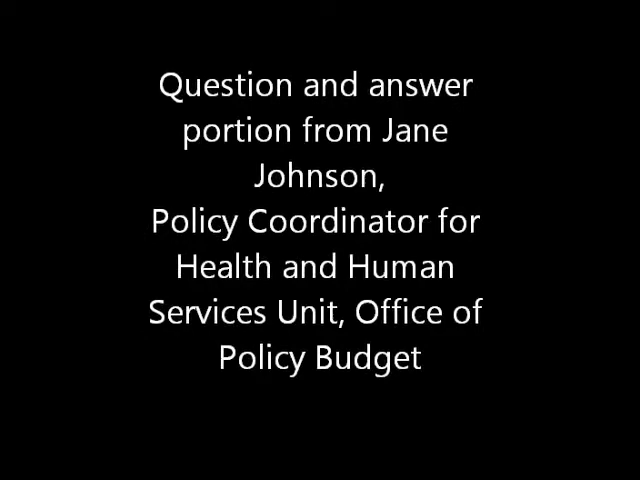 Question and answer
portion from Jane
Johnson,
Policy Coordinator for
Health and Human
Services Unit, Office of
Policy Budget